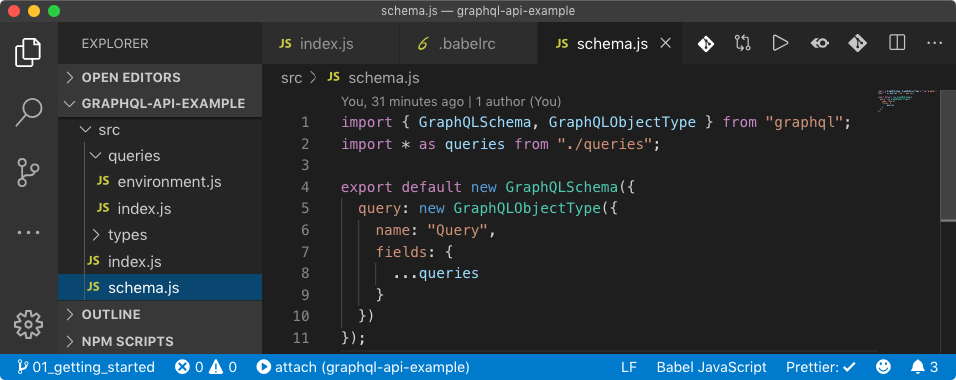 schema.js — graphql-api-example
EXPLORER
OPEN EDITORS
GRAPHQL-API-EXAMPLE
src
queries
JS environment.js
JS index.js
types
JS index.js
JS schema.js
OUTLINE
NPM SCRIPTS
JS index.js
.babelrc
JS schema.js
src > JS schema.js
You, 31 minutes ago | 1 author (You)
1 import { GraphQLSchema, GraphQLObjectType } from "graphql";
2 import * as queries from "./queries";
3
4 export default new GraphQLSchema({
5 query: new GraphQLObjectType({
6 name: "Query",
7 fields: {
8 ...queries
9 }
10 })
11 });
01_getting_started 0 0 attach (graphql-api-example) LF Babel JavaScript Prettier: ✓ 3